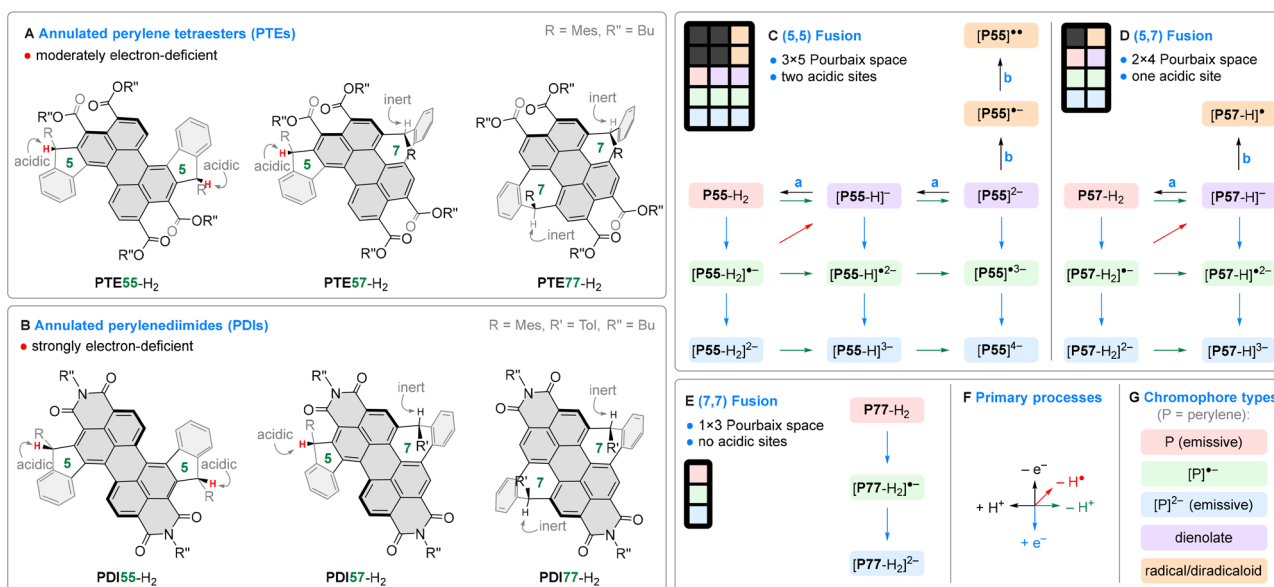 A Annulated perylene tetraesters (PTEs)
R = Mes, R″ = Bu
• moderately electron-deficient
OR″
O
R″O
O
R
H
acidic
5
5
acidic
R
H
O
OR″
O
R″O
PTE55-H₂
OR″
O
R″O
O
inert
H
R
R
H
acidic
5
7
OR″
O
O
R″O
PTE57-H₂
OR″
O
R″O
O
inert
H
R
7
7
R
H
inert
OR″
O
O
R″O
PTE77-H₂
B Annulated perylenediimides (PDIs)
R = Mes, R′ = Tol, R″ = Bu
• strongly electron-deficient
R″
O
N
O
R
H
acidic
5
5
acidic
H
R
O
N
O
R″
PDI55-H₂
R″
O
N
O
inert
H
R′
acidic
R
H
5
7
O
N
O
R″
PDI57-H₂
R″
O
N
O
inert
H
R′
7
R′
7
H
inert
O
N
O
R″
PDI77-H₂
C (5,5) Fusion
• 3×5 Pourbaix space
• two acidic sites
[P55]••
b
[P55]•−
b
P55-H₂
a
[P55-H]−
a
[P55]2−
[P55-H₂]•−
[P55-H]•2−
[P55]•3−
[P55-H₂]2−
[P55-H]3−
[P55]4−
D (5,7) Fusion
• 2×4 Pourbaix space
• one acidic site
[P57-H]•
b
P57-H₂
a
[P57-H]−
[P57-H₂]•−
[P57-H]•2−
[P57-H₂]2−
[P57-H]3−
E (7,7) Fusion
• 1×3 Pourbaix space
• no acidic sites
P77-H₂
[P77-H₂]•−
[P77-H₂]2−
F Primary processes
− e−
− H•
+ H+
− H+
+ e−
G Chromophore types
(P = perylene):
P (emissive)
[P]•−
[P]2− (emissive)
dienolate
radical/diradicaloid